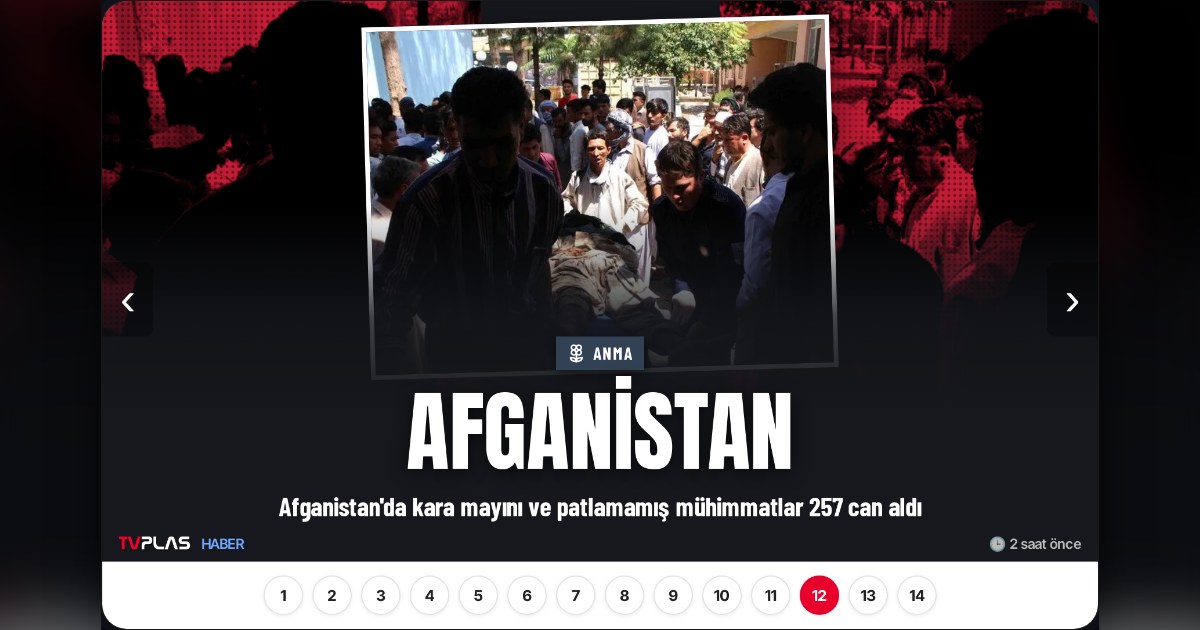 ANMA
AFGANİSTAN
Afganistan'da kara mayını ve patlamamış mühimmatlar 257 can aldı
TVPLAS HABER
2 saat önce
1 2 3 4 5 6 7 8 9 10 11 12 13 14